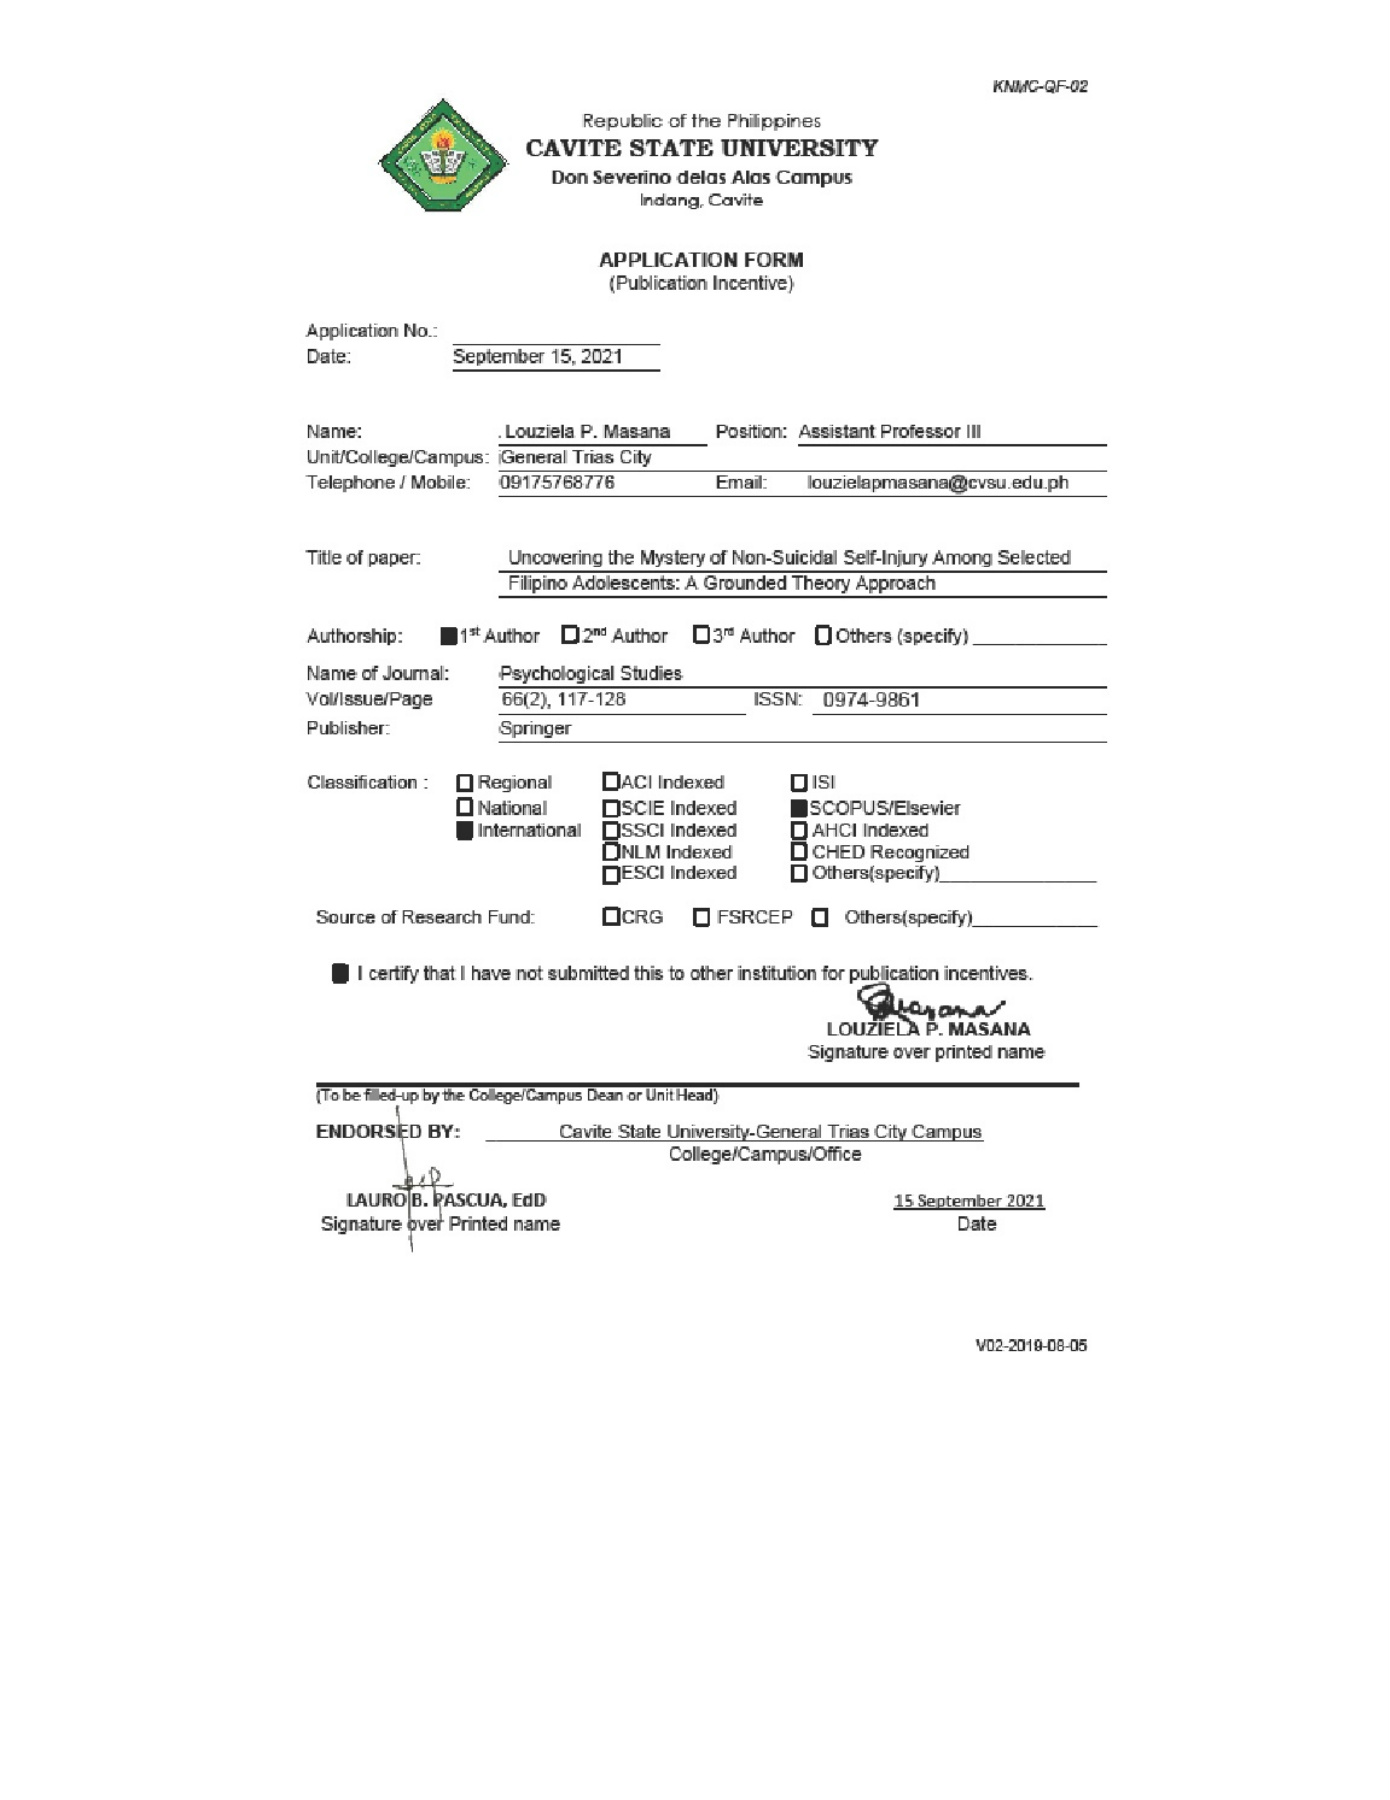 KNMC-QF-02
Republic of the Philippines
CAVITE STATE UNIVERSITY
Don Severino delas Alas Campus
Indang, Cavite
APPLICATION FORM
(Publication Incentive)
Application No.:
Date: September 15, 2021
Name: . Louziela P. Masana Position: Assistant Professor III
Unit/College/Campus: General Trias City
Telephone / Mobile: 09175768776 Email: louzielapmasana@cvsu.edu.ph
Title of paper: Uncovering the Mystery of Non-Suicidal Self-Injury Among Selected
Filipino Adolescents: A Grounded Theory Approach
Authorship: ■1st Author □2nd Author □3rd Author □Others (specify)
Name of Journal: Psychological Studies
Vol/Issue/Page 66(2), 117-128 ISSN: 0974-9861
Publisher: Springer
Classification : □ Regional □ACI Indexed □ISI
□ National □SCIE Indexed ■SCOPUS/Elsevier
■ International □SSCI Indexed □ AHCI Indexed
□NLM Indexed □ CHED Recognized
□ESCI Indexed □ Others(specify)
Source of Research Fund: □CRG □ FSRCEP □ Others(specify)
■ I certify that I have not submitted this to other institution for publication incentives.
LOUZIELA P. MASANA
Signature over printed name
(To be filled-up by the College/Campus Dean or Unit Head)
ENDORSED BY: Cavite State University-General Trias City Campus
College/Campus/Office
LAURO B. PASCUA, EdD 15 September 2021
Signature over Printed name Date
V02-2019-08-05